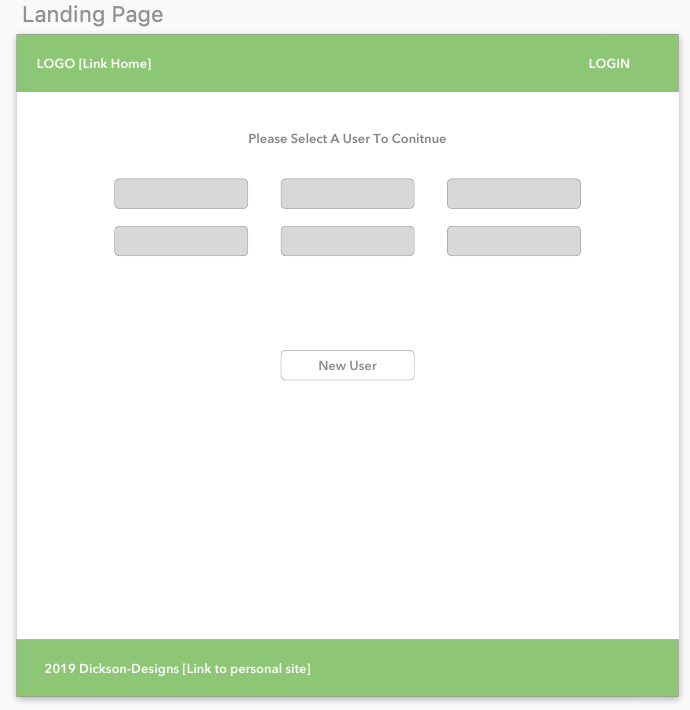 Landing Page
LOGO [Link Home]
LOGIN
Please Select A User To Conitnue
New User
2019 Dickson-Designs [Link to personal site]